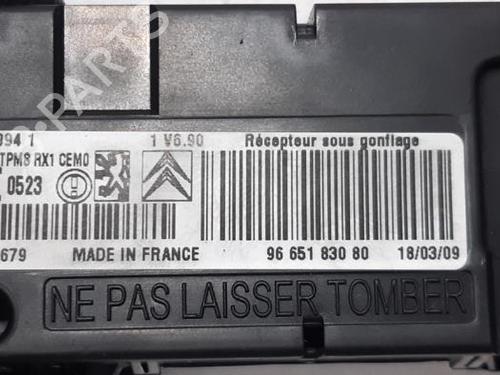 994 1 1 V6.90 Récepteur sous gonflage
TPMS RX1 CEM0
0523
679 MADE IN FRANCE 96 651 830 80 18/03/09
NE PAS LAISSER TOMBER